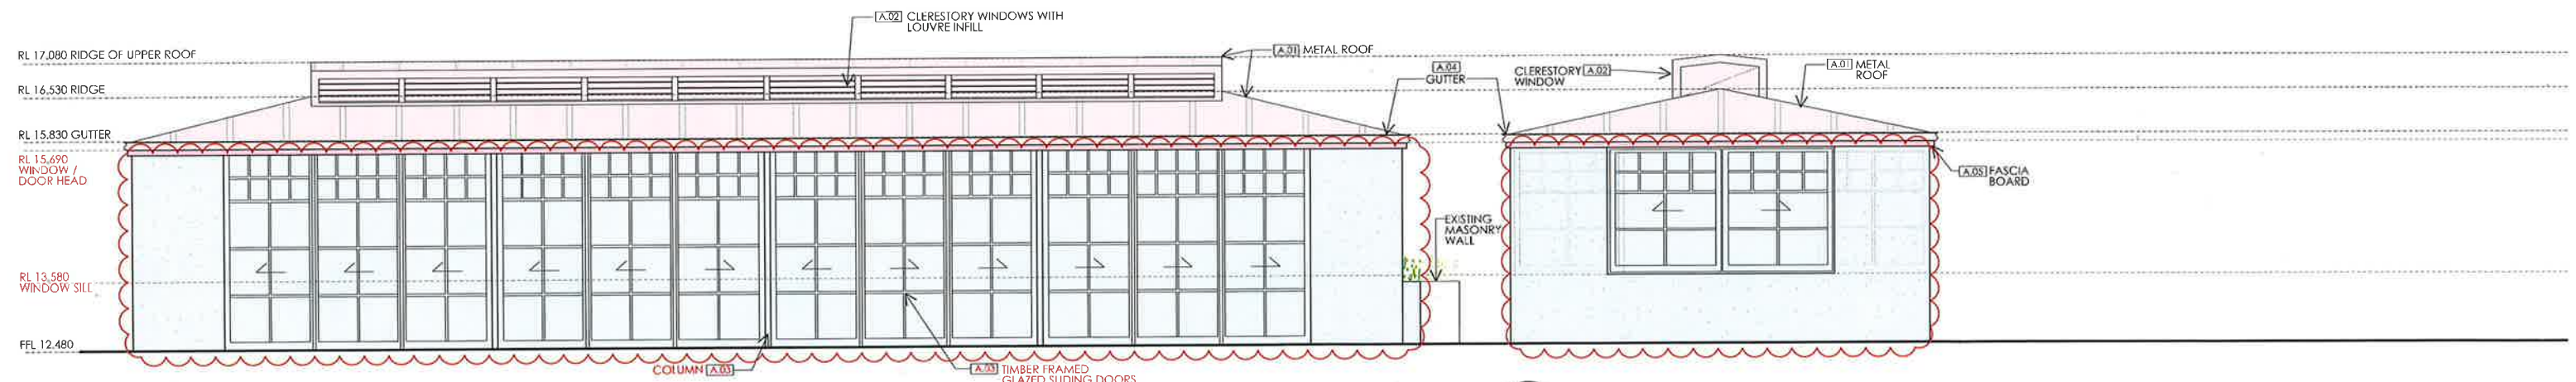 A.02 CLERESTORY WINDOWS WITH
LOUVRE INFILL
RL 17,080 RIDGE OF UPPER ROOF
A.01 METAL ROOF
A.04
GUTTER
CLERESTORY A.02
WINDOW
A.01 METAL
ROOF
RL 16,530 RIDGE
RL 15,830 GUTTER
RL 15,690
WINDOW /
DOOR HEAD
A.05 FASCIA
BOARD
EXISTING
MASONRY
WALL
RL 13,580
WINDOW SILL
FFL 12,480
COLUMN A.03
A.03 TIMBER FRAMED
GLAZED SLIDING DOORS